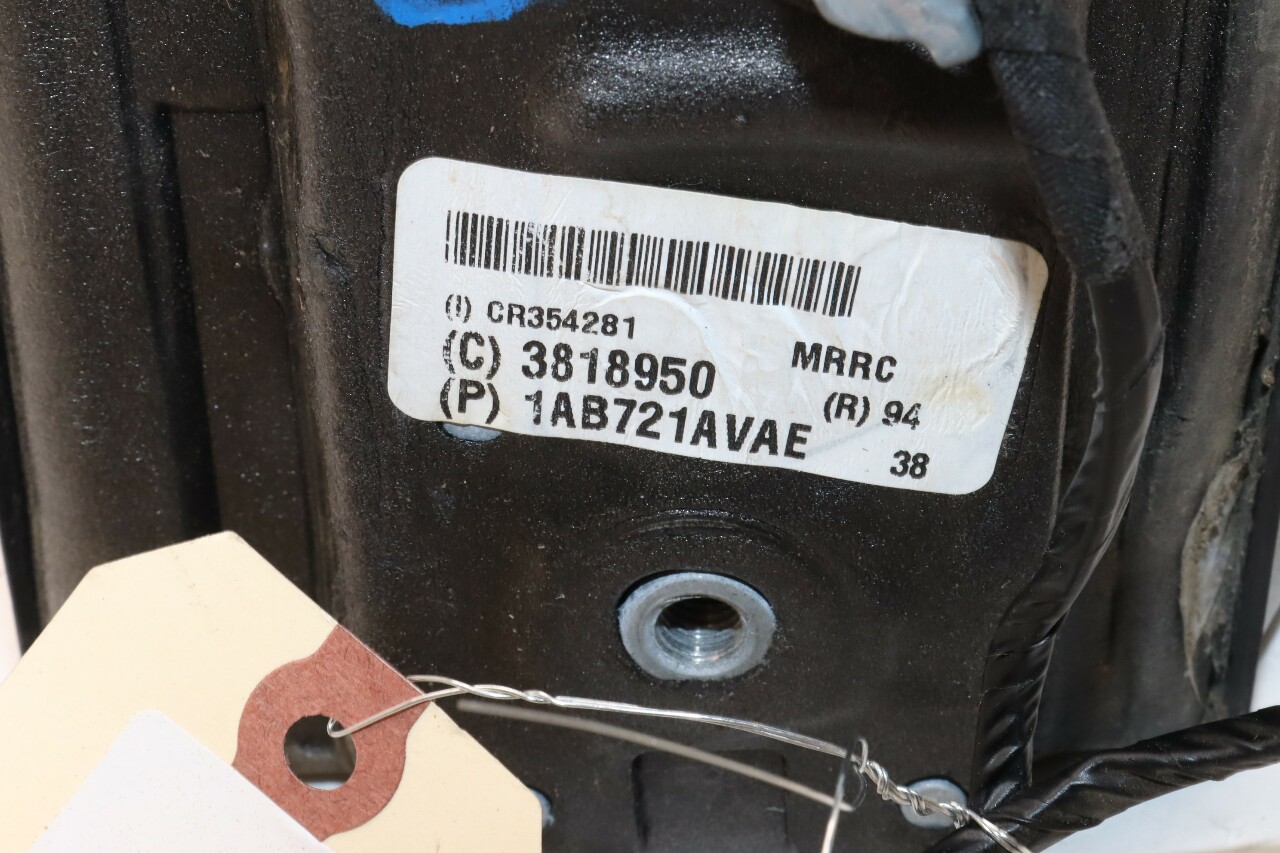 (I) CR354281
(C) 3818950 MRRC
(P) 1AB721AVAE (R) 94
38